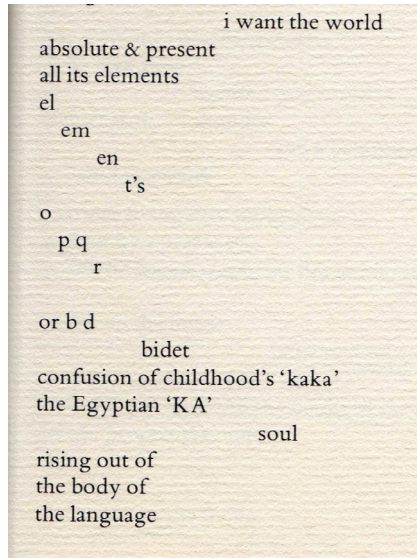 i want the world
absolute & present
all its elements
el
em
en
t's
o
p q
r
or b d
bidet
confusion of childhood's ‘kaka’
the Egyptian ‘KA’
soul
rising out of
the body of
the language